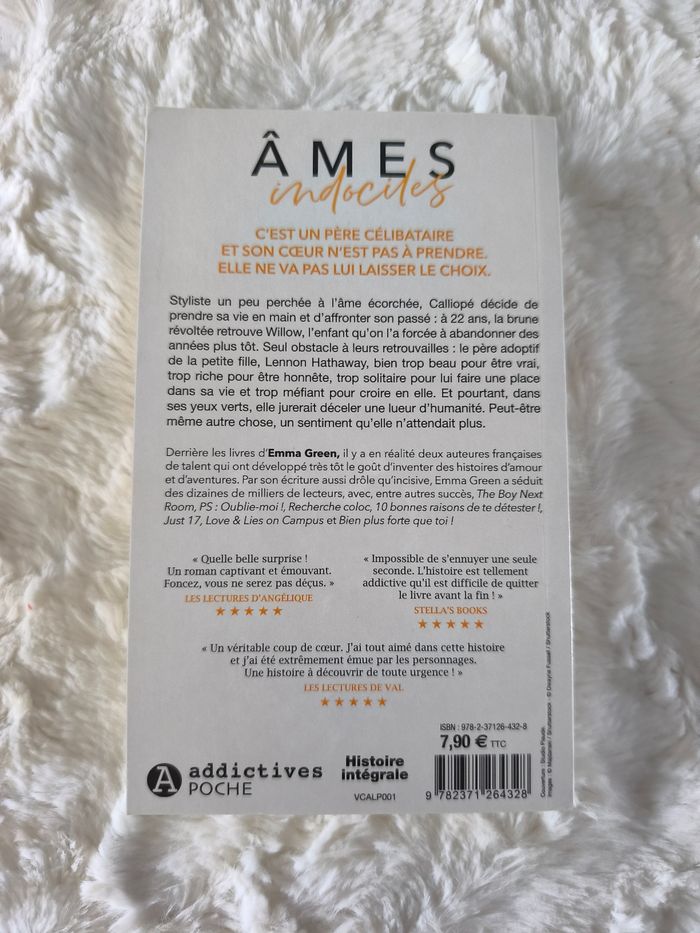 ÂMES
indociles
C'EST UN PÈRE CÉLIBATAIRE
ET SON CŒUR N'EST PAS À PRENDRE.
ELLE NE VA PAS LUI LAISSER LE CHOIX.
Styliste un peu perchée à l'âme écorchée, Calliopé décide de
prendre sa vie en main et d'affronter son passé : à 22 ans, la brune
révoltée retrouve Willow, l'enfant qu'on l'a forcée à abandonner des
années plus tôt. Seul obstacle à leurs retrouvailles : le père adoptif
de la petite fille, Lennon Hathaway, bien trop beau pour être vrai,
trop riche pour être honnête, trop solitaire pour lui faire une place
dans sa vie et trop méfiant pour croire en elle. Et pourtant, dans
ses yeux verts, elle jurerait déceler une lueur d'humanité. Peut-être
même autre chose, un sentiment qu'elle n'attendait plus.
Derrière les livres d'Emma Green, il y a en réalité deux auteures françaises
de talent qui ont développé très tôt le goût d'inventer des histoires d'amour
et d'aventures. Par son écriture aussi drôle qu'incisive, Emma Green a séduit
des dizaines de milliers de lecteurs, avec, entre autres succès, The Boy Next
Room, PS : Oublie-moi !, Recherche coloc, 10 bonnes raisons de te détester !,
Just 17, Love & Lies on Campus et Bien plus forte que toi !
« Quelle belle surprise !
Un roman captivant et émouvant.
Foncez, vous ne serez pas déçus. »
LES LECTURES D'ANGÉLIQUE
« Impossible de s'ennuyer une seule
seconde. L'histoire est tellement
addictive qu'il est difficile de quitter
le livre avant la fin ! »
STELLA'S BOOKS
« Un véritable coup de cœur. J'ai tout aimé dans cette histoire
et j'ai été extrêmement émue par les personnages.
Une histoire à découvrir de toute urgence ! »
LES LECTURES DE VAL
A addictives
POCHE
Histoire
intégrale
VCALP001
ISBN : 978-2-37126-432-8
7,90 € TTC
9 782371 264328
Couverture : Studio Piaude
Images : © Majdansei / Shutterstock - © Dwayne Fussel / Shutterstock